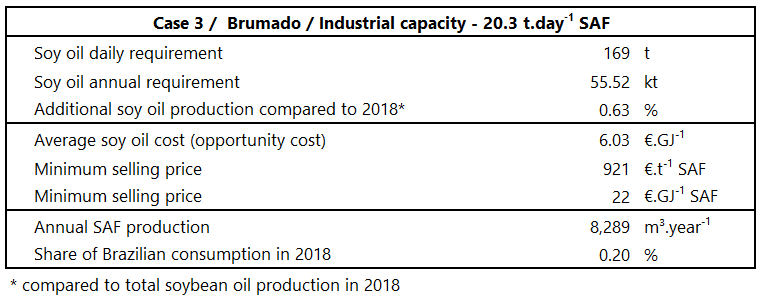 Case 3 / Brumado / Industrial capacity - 20.3 t.day⁻¹ SAF
Soy oil daily requirement 169 t
Soy oil annual requirement 55.52 kt
Additional soy oil production compared to 2018* 0.63 %
Average soy oil cost (opportunity cost) 6.03 €.GJ⁻¹
Minimum selling price 921 €.t⁻¹ SAF
Minimum selling price 22 €.GJ⁻¹ SAF
Annual SAF production 8,289 m³.year⁻¹
Share of Brazilian consumption in 2018 0.20 %
* compared to total soybean oil production in 2018